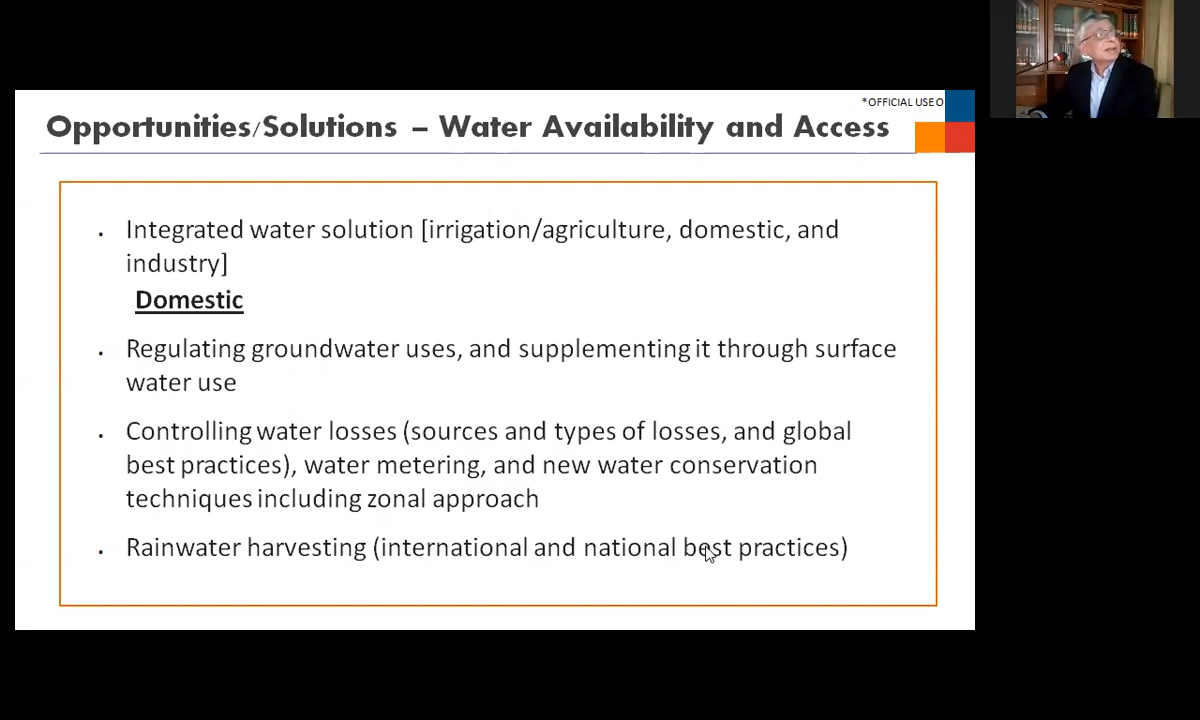 *OFFICIAL USE O
Opportunities/Solutions – Water Availability and Access
• Integrated water solution [irrigation/agriculture, domestic, and
industry]
Domestic
• Regulating groundwater uses, and supplementing it through surface
water use
• Controlling water losses (sources and types of losses, and global
best practices), water metering, and new water conservation
techniques including zonal approach
• Rainwater harvesting (international and national best practices)